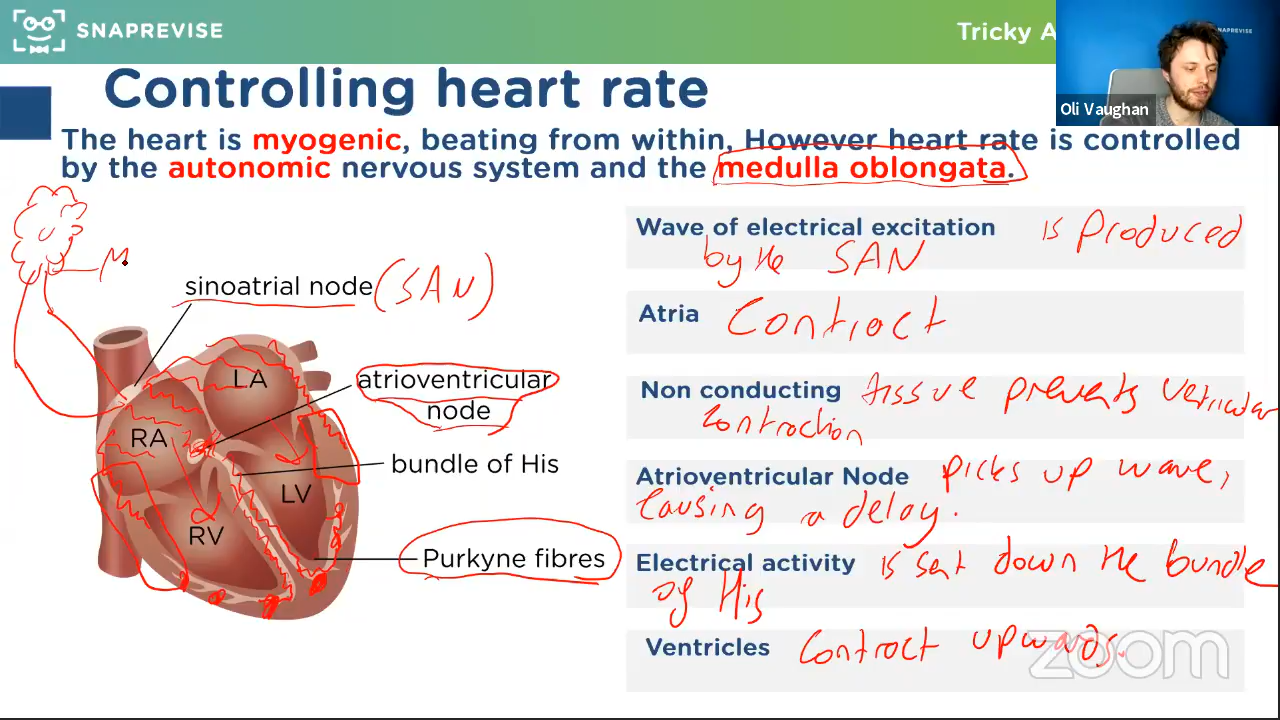 SNAPREVISE
Tricky A
SNAPREVISE
Oli Vaughan
Controlling heart rate
The heart is myogenic, beating from within, However heart rate is controlled
by the autonomic nervous system and the medulla oblongata.
M
sinoatrial node (SAN)
atrioventricular
node
bundle of His
Purkyne fibres
LA
RA
LV
RV
Wave of electrical excitation is produced
by the SAN
Atria Contract
Non conducting tissue prevents ventricular
contraction
Atrioventricular Node picks up wave,
causing a delay.
Electrical activity is sent down the bundle
of His
Ventricles contract upwards.
zoom